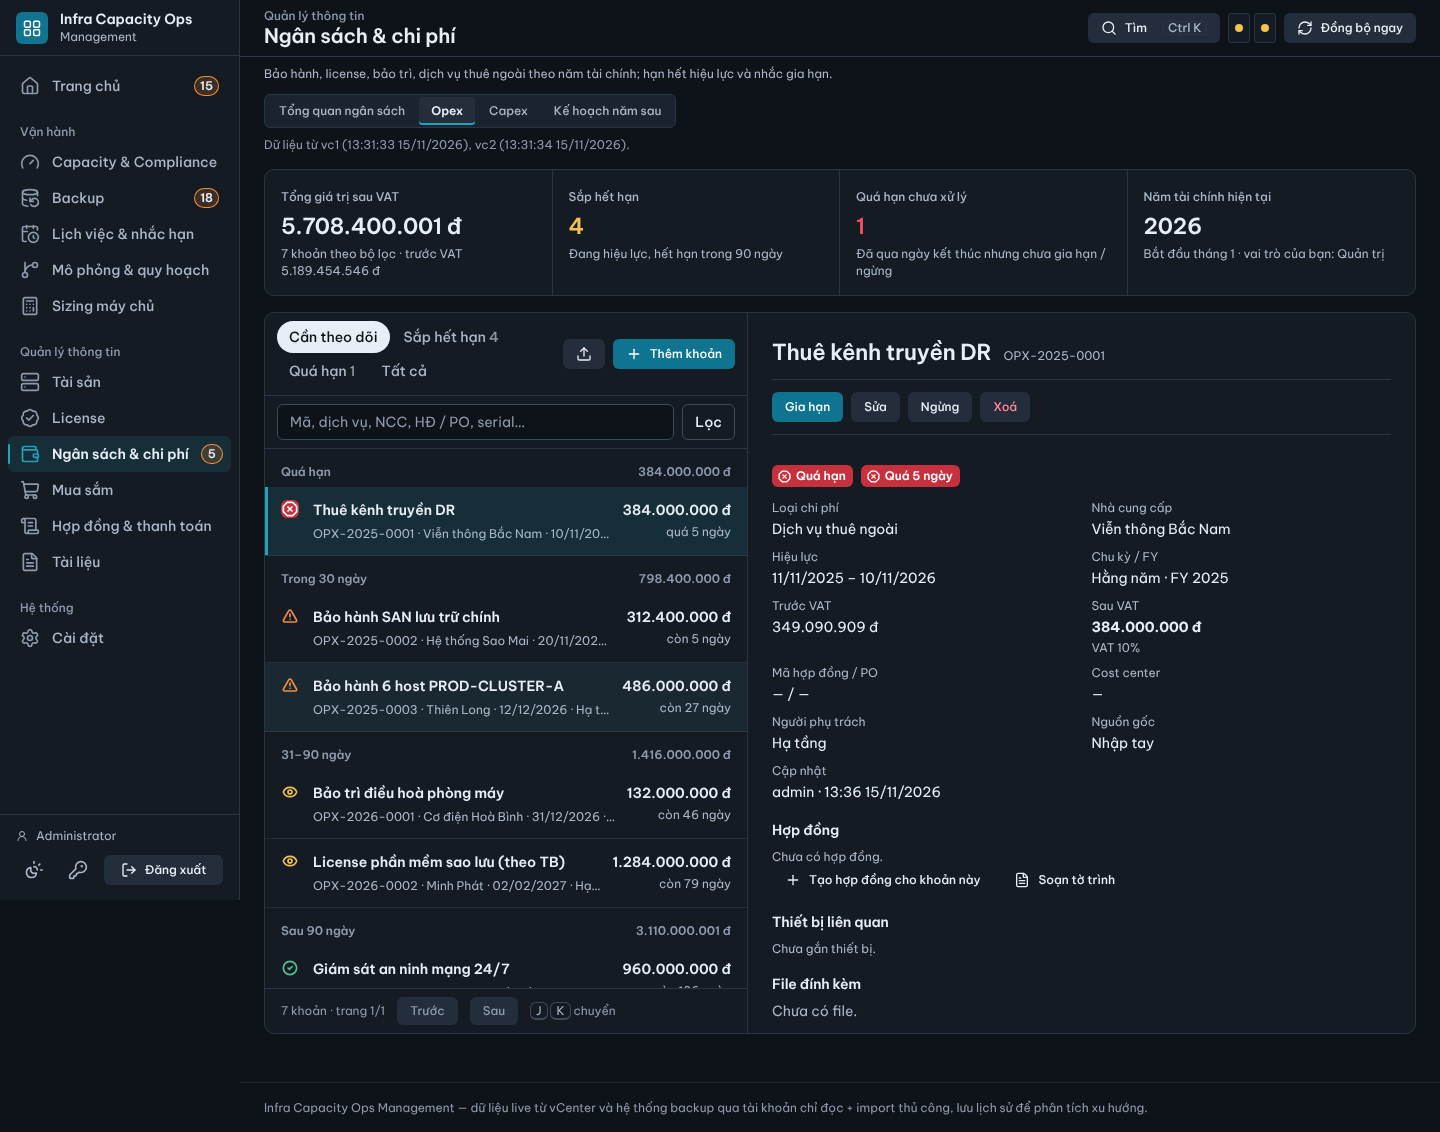 Infra Capacity Ops
Management
Trang chủ 15
Vận hành
Capacity & Compliance
Backup 18
Lịch việc & nhắc hạn
Mô phỏng & quy hoạch
Sizing máy chủ
Quản lý thông tin
Tài sản
License
Ngân sách & chi phí 5
Mua sắm
Hợp đồng & thanh toán
Tài liệu
Hệ thống
Cài đặt
Administrator
Đăng xuất
Quản lý thông tin
Ngân sách & chi phí
Tìm Ctrl K
Đồng bộ ngay
Bảo hành, license, bảo trì, dịch vụ thuê ngoài theo năm tài chính; hạn hết hiệu lực và nhắc gia hạn.
Tổng quan ngân sách Opex Capex Kế hoạch năm sau
Dữ liệu từ vc1 (13:31:33 15/11/2026), vc2 (13:31:34 15/11/2026).
Tổng giá trị sau VAT
5.708.400.001 đ
7 khoản theo bộ lọc · trước VAT
5.189.454.546 đ
Sắp hết hạn
4
Đang hiệu lực, hết hạn trong 90 ngày
Quá hạn chưa xử lý
1
Đã qua ngày kết thúc nhưng chưa gia hạn /
ngừng
Năm tài chính hiện tại
2026
Bắt đầu tháng 1 · vai trò của bạn: Quản trị
Cần theo dõi Sắp hết hạn 4
Quá hạn 1 Tất cả
Thêm khoản
Mã, dịch vụ, NCC, HĐ / PO, serial...
Lọc
Quá hạn 384.000.000 đ
Thuê kênh truyền DR 384.000.000 đ
OPX-2025-0001 · Viễn thông Bắc Nam · 10/11/20... quá 5 ngày
Trong 30 ngày 798.400.000 đ
Bảo hành SAN lưu trữ chính 312.400.000 đ
OPX-2025-0002 · Hệ thống Sao Mai · 20/11/202... còn 5 ngày
Bảo hành 6 host PROD-CLUSTER-A 486.000.000 đ
OPX-2025-0003 · Thiên Long · 12/12/2026 · Hạ t... còn 27 ngày
31–90 ngày 1.416.000.000 đ
Bảo trì điều hoà phòng máy 132.000.000 đ
OPX-2026-0001 · Cơ điện Hoà Bình · 31/12/2026 ·... còn 46 ngày
License phần mềm sao lưu (theo TB) 1.284.000.000 đ
OPX-2026-0002 · Minh Phát · 02/02/2027 · Hạ... còn 79 ngày
Sau 90 ngày 3.110.000.001 đ
Giám sát an ninh mạng 24/7 960.000.000 đ
7 khoản · trang 1/1 Trước Sau J K chuyển
Thuê kênh truyền DR OPX-2025-0001
Gia hạn Sửa Ngừng Xoá
Quá hạn Quá 5 ngày
Loại chi phí
Dịch vụ thuê ngoài
Nhà cung cấp
Viễn thông Bắc Nam
Hiệu lực
11/11/2025 – 10/11/2026
Chu kỳ / FY
Hằng năm · FY 2025
Trước VAT
349.090.909 đ
Sau VAT
384.000.000 đ
VAT 10%
Mã hợp đồng / PO
— / —
Cost center
—
Người phụ trách
Hạ tầng
Nguồn gốc
Nhập tay
Cập nhật
admin · 13:36 15/11/2026
Hợp đồng
Chưa có hợp đồng.
Tạo hợp đồng cho khoản này Soạn tờ trình
Thiết bị liên quan
Chưa gắn thiết bị.
File đính kèm
Chưa có file.
Infra Capacity Ops Management — dữ liệu live từ vCenter và hệ thống backup qua tài khoản chỉ đọc + import thủ công, lưu lịch sử để phân tích xu hướng.